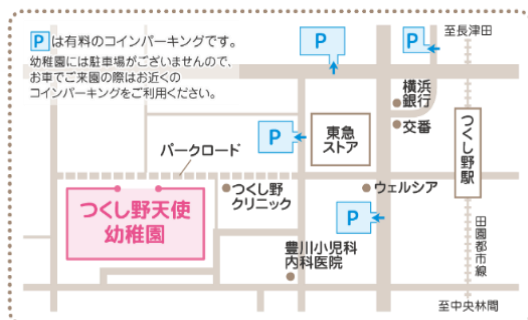 Pは有料のコインパーキングです。
幼稚園には駐車場がございませんので、
お車でご来園の際はお近くの
コインパーキングをご利用ください。
P
P
至長津田
横浜
銀行
交番
つくし野駅
P
東急
ストア
パークロード
つくし野天使
幼稚園
つくし野
クリニック
ウェルシア
P
豊川小児科
内科医院
田園都市線
至中央林間